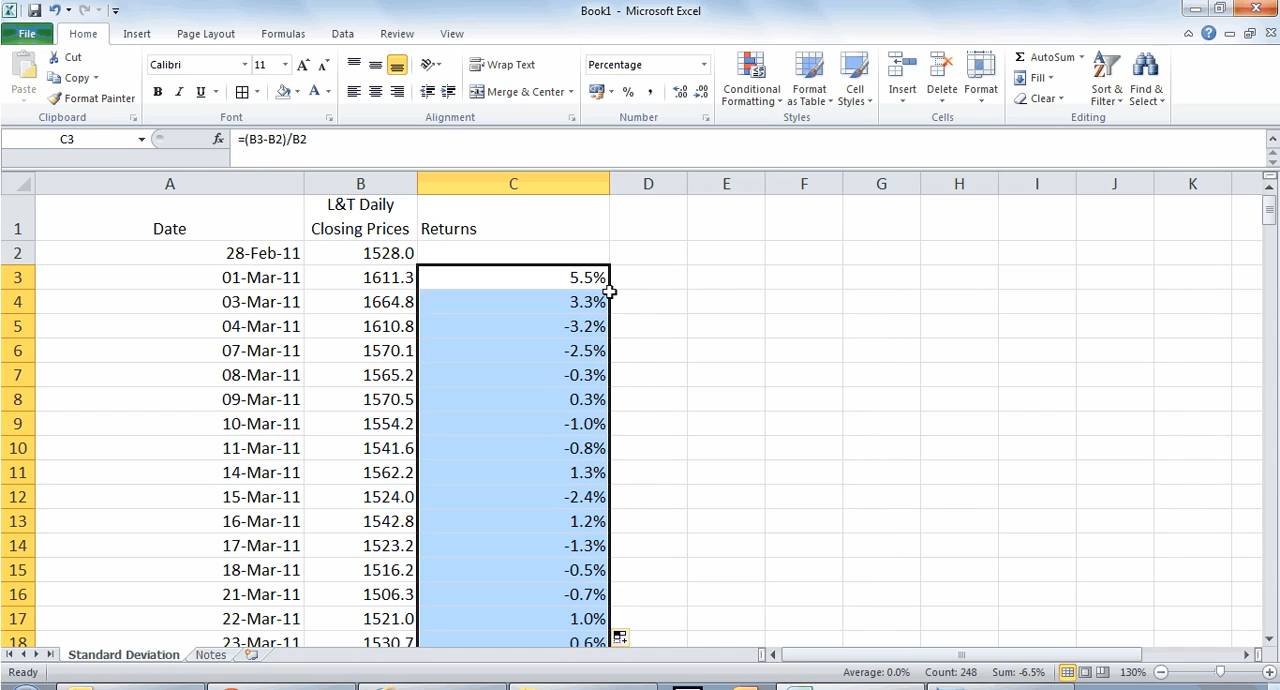 Book1 - Microsoft Excel
File Home Insert Page Layout Formulas Data Review View
Paste
Cut
Copy
Format Painter
Clipboard
Calibri 11
B I U
Font
Wrap Text
Merge & Center
Alignment
Percentage
% ,
Number
Conditional Formatting
Format as Table
Cell Styles
Styles
Insert Delete Format
Cells
Σ AutoSum
Fill
Clear
Sort & Filter
Find & Select
Editing
C3 fx =(B3-B2)/B2
A B C D E F G H I J K
1 Date L&T Daily Closing Prices Returns
2 28-Feb-11 1528.0
3 01-Mar-11 1611.3 5.5%
4 03-Mar-11 1664.8 3.3%
5 04-Mar-11 1610.8 -3.2%
6 07-Mar-11 1570.1 -2.5%
7 08-Mar-11 1565.2 -0.3%
8 09-Mar-11 1570.5 0.3%
9 10-Mar-11 1554.2 -1.0%
10 11-Mar-11 1541.6 -0.8%
11 14-Mar-11 1562.2 1.3%
12 15-Mar-11 1524.0 -2.4%
13 16-Mar-11 1542.8 1.2%
14 17-Mar-11 1523.2 -1.3%
15 18-Mar-11 1516.2 -0.5%
16 21-Mar-11 1506.3 -0.7%
17 22-Mar-11 1521.0 1.0%
18 23-Mar-11 1530.7 0.6%
Standard Deviation Notes
Ready Average: 0.0% Count: 248 Sum: -6.5% 130%